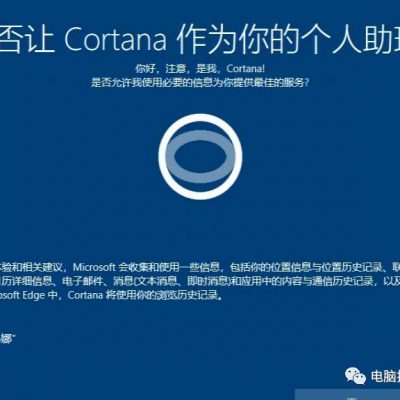 否让 Cortana 作为你的个人助
你好，注意，是我，Cortana!
是否允许我使用必要的信息为你提供最佳的服务?
验和相关建议，Microsoft 会收集和使用一些信息，包括你的位置信息与位置历史记录、联
历详细信息、电子邮件、消息(文本消息、即时消息)和应用中的内容与通信历史记录，以及
osoft Edge 中，Cortana 将使用你的浏览历史记录。
娜”
电脑